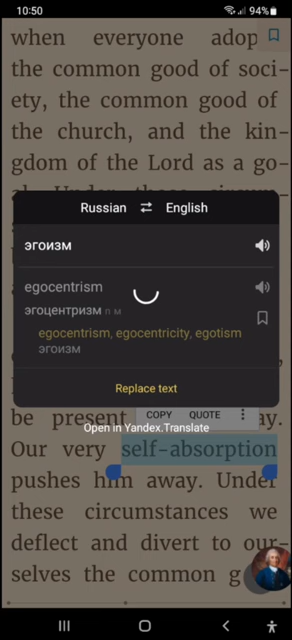 10:50
94%
when everyone adop
the common good of soci-
ety, the common good of
the church, and the kin-
gdom of the Lord as a go-
Russian
English
эгоизм
egocentrism
эгоцентризм п м
egocentrism, egocentricity, egotism
эгоизм
Replace text
be present
COPY
QUOTE
ay.
Open in Yandex.Translate
Our very self-absorption
pushes him away. Under
these circumstances we
deflect and divert to our-
selves the common g